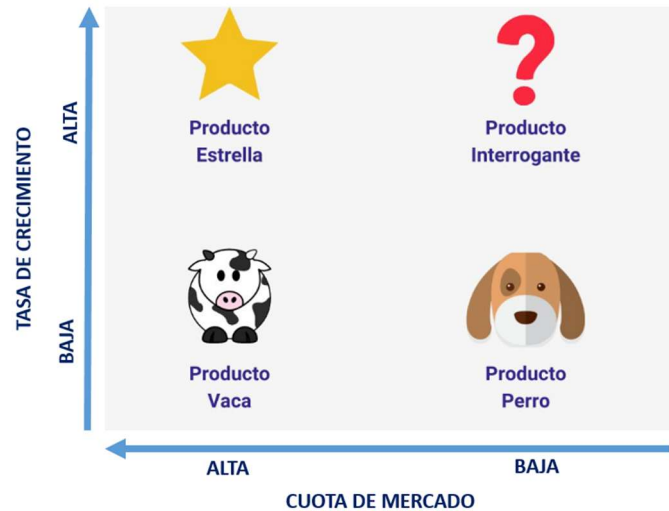 TASA DE CRECIMIENTO
ALTA
BAJA
Producto
Estrella
Producto
Interrogante
Producto
Vaca
Producto
Perro
ALTA
BAJA
CUOTA DE MERCADO